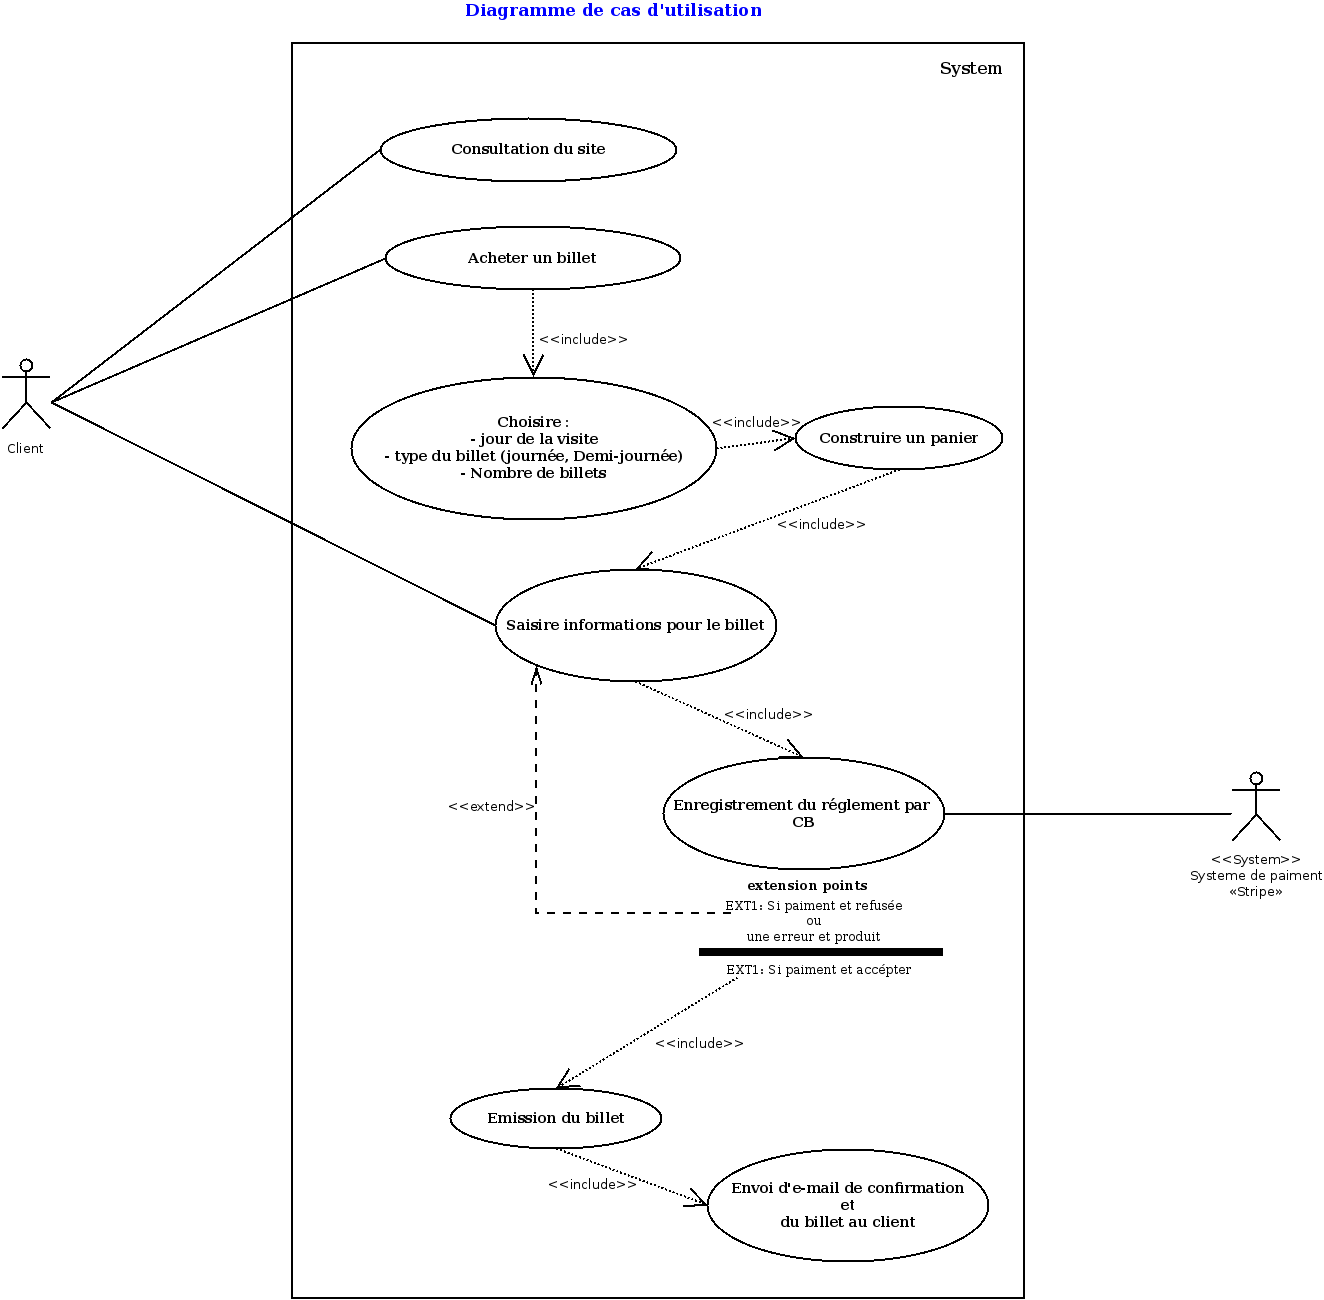 Diagramme de cas d'utilisation
System
Consultation du site
Acheter un billet
<<include>>
Client
Choisire :
- jour de la visite
- type du billet (journée, Demi-journée)
- Nombre de billets
<<include>>
Construire un panier
<<include>>
Saisire informations pour le billet
<<include>>
<<extend>>
Enregistrement du réglement par
CB
<<System>>
Systeme de paiment
«Stripe»
extension points
EXT1: Si paiment et refusée
ou
une erreur et produit
EXT1: Si paiment et accépter
<<include>>
Emission du billet
<<include>>
Envoi d'e-mail de confirmation
et
du billet au client